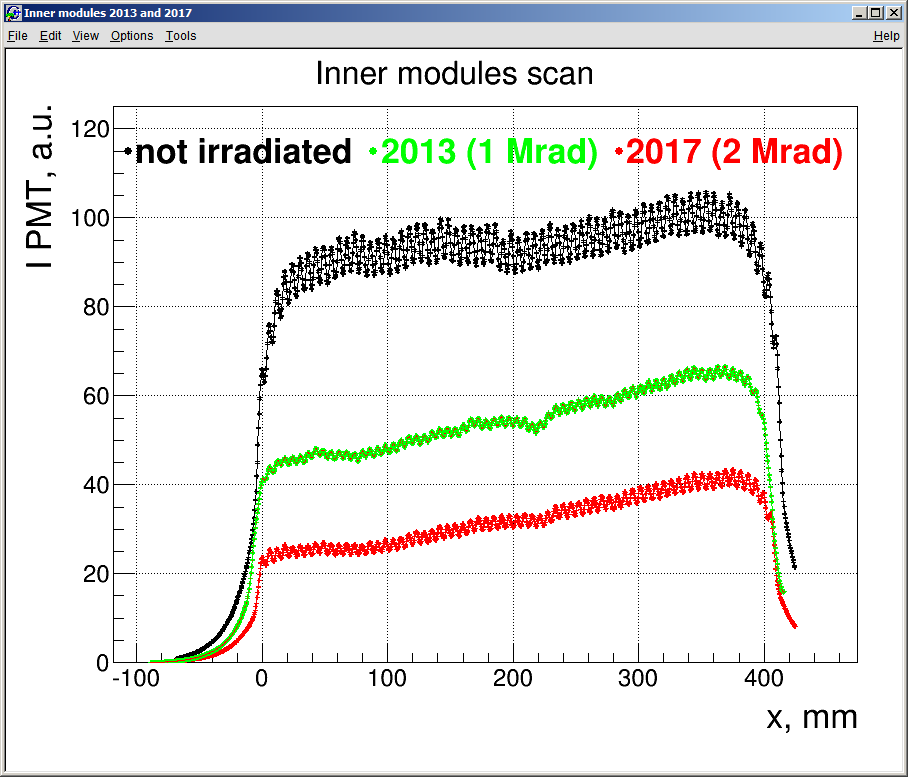 Inner modules 2013 and 2017
File Edit View Options Tools Help
Inner modules scan
I PMT, a.u.
not irradiated 2013 (1 Mrad) 2017 (2 Mrad)
120
100
80
60
40
20
0
-100 0 100 200 300 400
x, mm